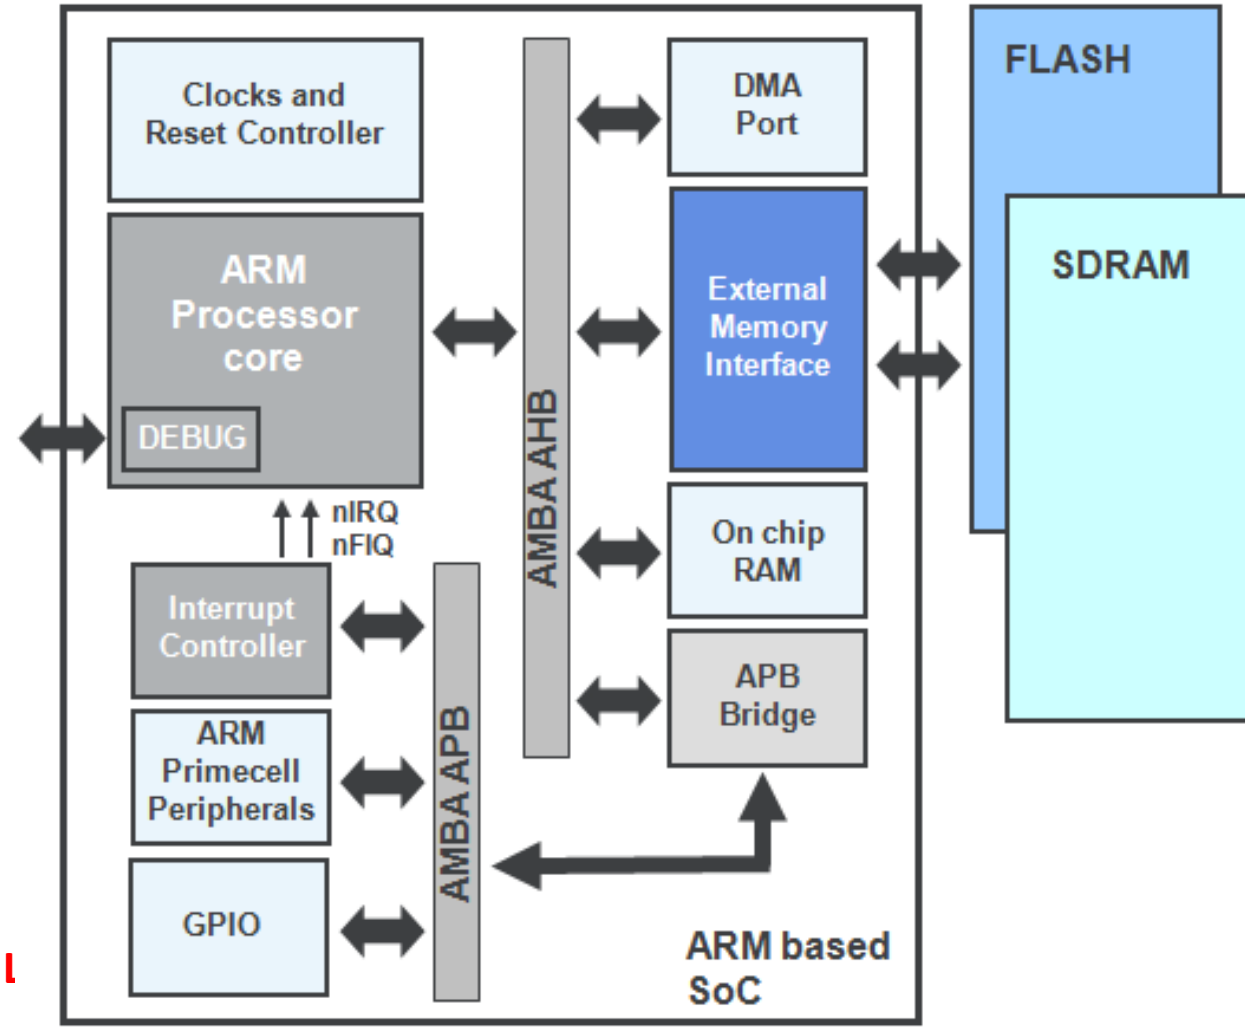 Clocks and
Reset Controller
ARM
Processor
core
DEBUG
nIRQ
nFIQ
Interrupt
Controller
ARM
Primecell
Peripherals
GPIO
AMBA APB
AMBA AHB
DMA
Port
External
Memory
Interface
On chip
RAM
APB
Bridge
ARM based
SoC
FLASH
SDRAM
l